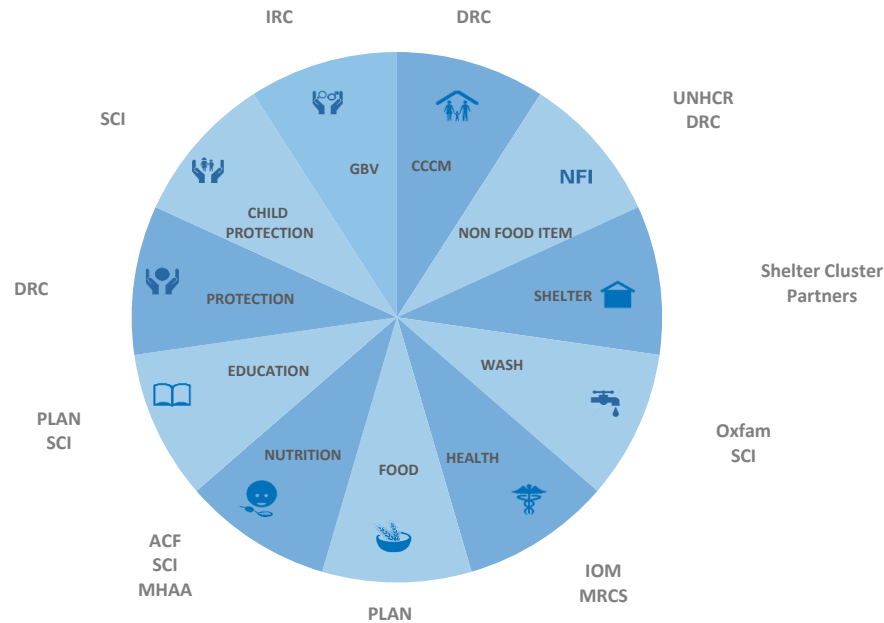 IRC
DRC
SCI
UNHCR
DRC
NFI
GBV
CCCM
CHILD
PROTECTION
NON FOOD ITEM
DRC
PROTECTION
SHELTER
Shelter Cluster
Partners
EDUCATION
WASH
PLAN
SCI
Oxfam
SCI
NUTRITION
FOOD
HEALTH
ACF
SCI
MHAA
PLAN
IOM
MRCS